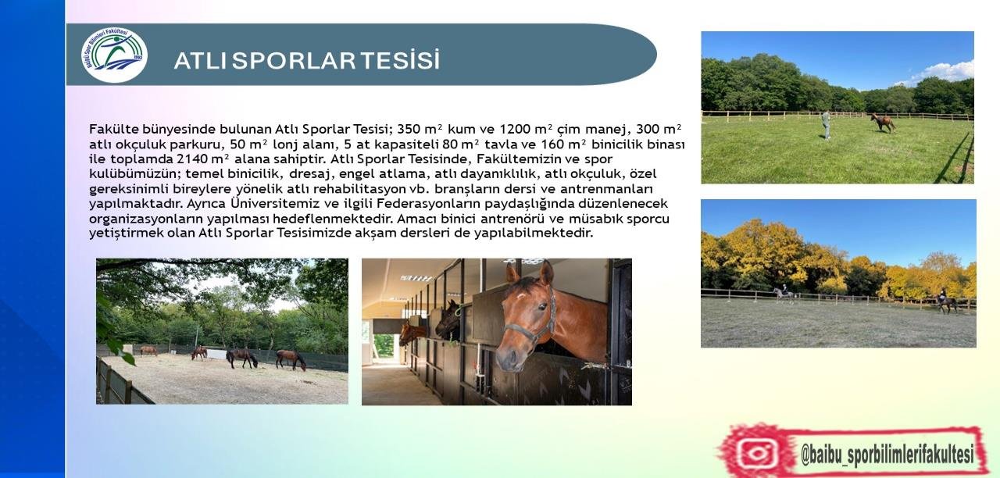 BAİBÜ Spor Bilimleri Fakültesi
1993
ATLI SPORLAR TESİSİ
Fakülte bünyesinde bulunan Atlı Sporlar Tesisi; 350 m² kum ve 1200 m² çim manej, 300 m²
atlı okçuluk parkuru, 50 m² lonj alanı, 5 at kapasiteli 80 m² tavla ve 160 m² binicilik binası
ile toplamda 2140 m² alana sahiptir. Atlı Sporlar Tesisinde, Fakültemizin ve spor
kulübümüzün; temel binicilik, dresaj, engel atlama, atlı dayanıklılık, atlı okçuluk, özel
gereksinimli bireylere yönelik atlı rehabilitasyon vb. branşların dersi ve antrenmanları
yapılmaktadır. Ayrıca Üniversitemiz ve ilgili Federasyonların paydaşlığında düzenlenecek
organizasyonların yapılması hedeflenmektedir. Amacı binici antrenörü ve müsabık sporcu
yetiştirmek olan Atlı Sporlar Tesisimizde akşam dersleri de yapılabilmektedir.
@baibu_sporbilimlerifakultesi